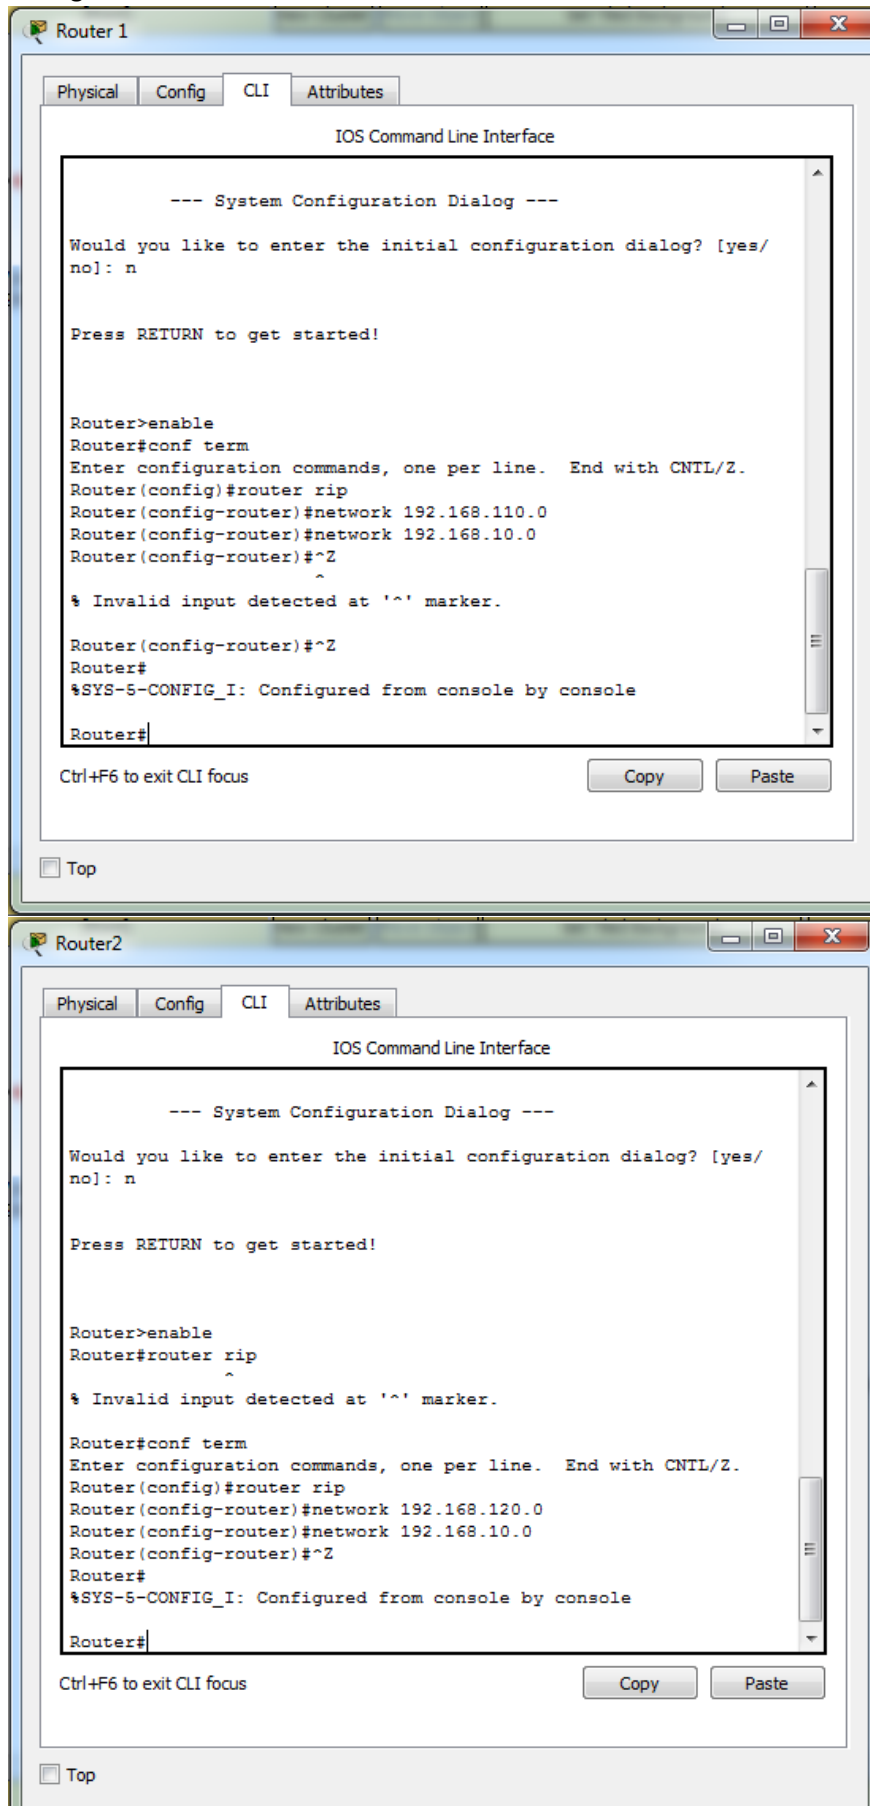 Router 1
Physical Config CLI Attributes
IOS Command Line Interface
--- System Configuration Dialog ---
Would you like to enter the initial configuration dialog? [yes/
no]: n
Press RETURN to get started!
Router>enable
Router#conf term
Enter configuration commands, one per line.  End with CNTL/Z.
Router(config)#router rip
Router(config-router)#network 192.168.110.0
Router(config-router)#network 192.168.10.0
Router(config-router)#^Z
^
% Invalid input detected at '^' marker.
Router(config-router)#^Z
Router#
%SYS-5-CONFIG_I: Configured from console by console
Router#
Ctrl+F6 to exit CLI focus
Copy Paste
Top
Router2
Physical Config CLI Attributes
IOS Command Line Interface
--- System Configuration Dialog ---
Would you like to enter the initial configuration dialog? [yes/
no]: n
Press RETURN to get started!
Router>enable
Router#router rip
^
% Invalid input detected at '^' marker.
Router#conf term
Enter configuration commands, one per line.  End with CNTL/Z.
Router(config)#router rip
Router(config-router)#network 192.168.120.0
Router(config-router)#network 192.168.10.0
Router(config-router)#^Z
Router#
%SYS-5-CONFIG_I: Configured from console by console
Router#
Ctrl+F6 to exit CLI focus
Copy Paste
Top